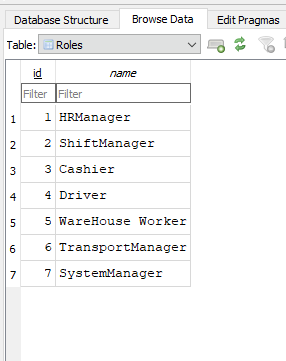 Database Structure Browse Data Edit Pragmas
Table: Roles
id name
Filter Filter
1 1 HRManager
2 2 ShiftManager
3 3 Cashier
4 4 Driver
5 5 WareHouse Worker
6 6 TransportManager
7 7 SystemManager